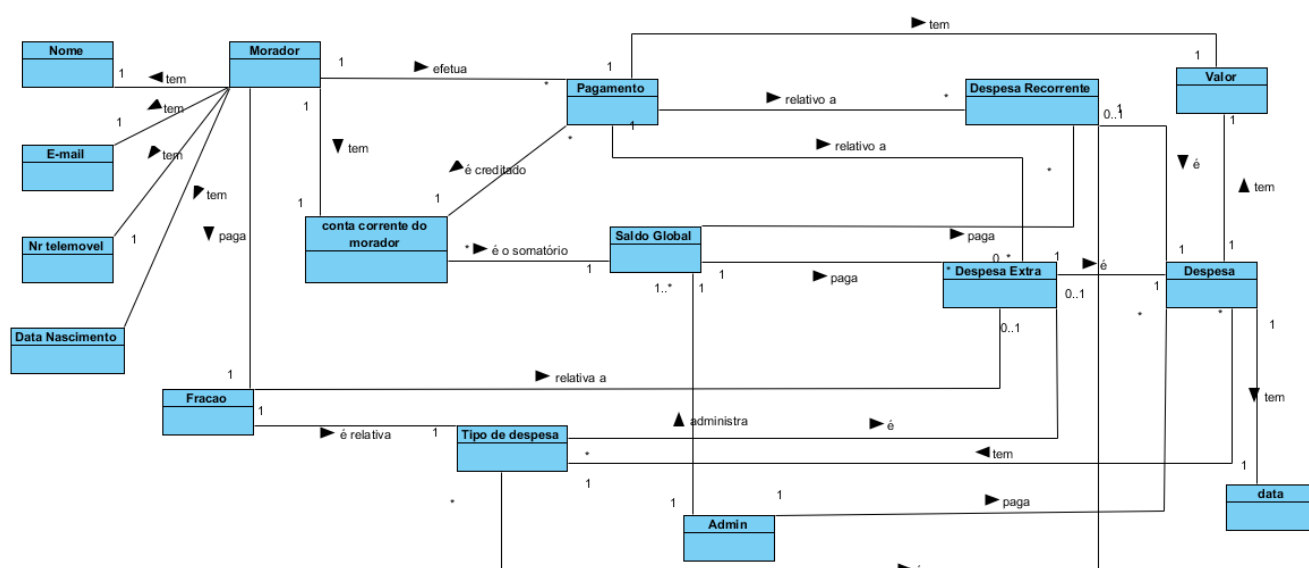 tem
Nome
Morador
1
1
efetua
*
1
Pagamento
Despesa Recorrente
1
Valor
1
tem
tem
tem
relativo a
*
1
0..1
1
1
E-mail
1
tem
*
relativo a
é
é creditado
*
tem
tem
1
1
1
conta corrente do
morador
Saldo Global
paga
Nr telemovel
1
paga
* é o somatório
1
1
0..*
1
é
1
1
* Despesa Extra
Despesa
paga
1
1..*
1
0..1
*
*
1
Data Nascimento
0..1
1
relativa a
tem
Fracao
1
administra
é
é relativa
1
Tipo de despesa
*
tem
1
1
*
1
1
paga
data
Admin